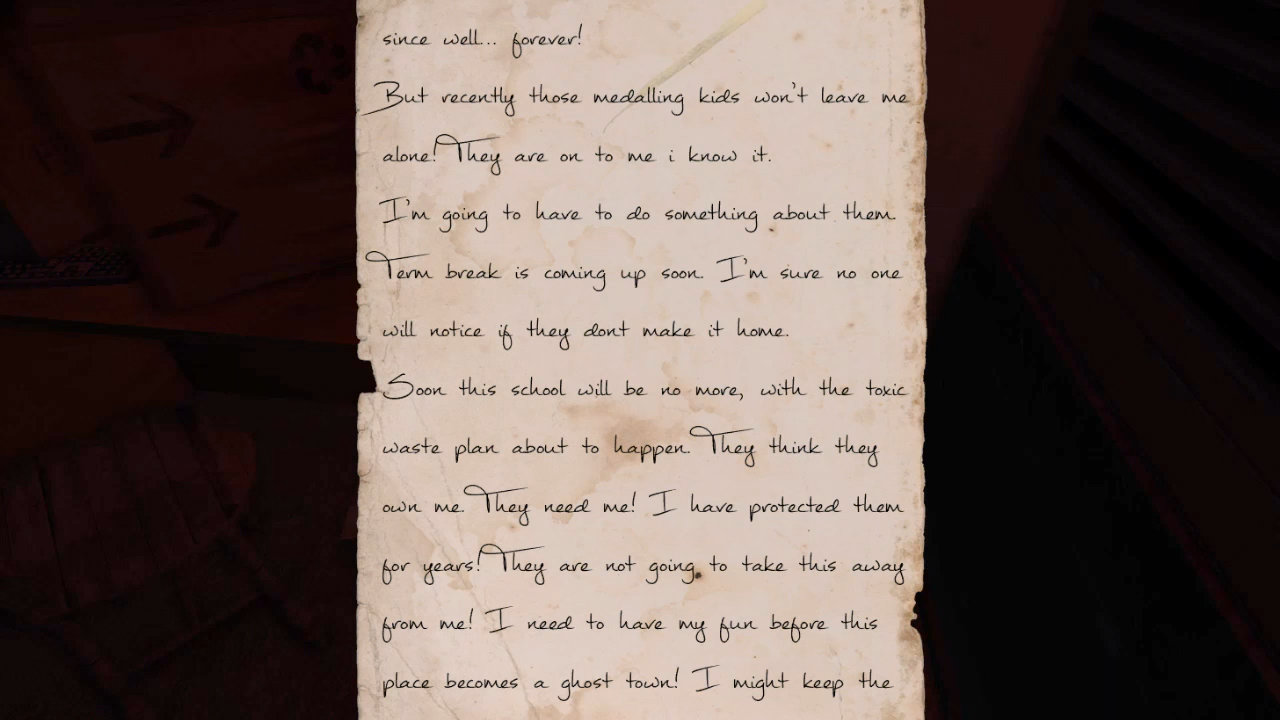 since well... forever!
But recently those medalling kids won't leave me
alone! They are on to me i know it.
I'm going to have to do something about them.
Term break is coming up soon. I'm sure no one
will notice if they dont make it home.
Soon this school will be no more, with the toxic
waste plan about to happen. They think they
own me. They need me! I have protected them
for years! They are not going to take this away
from me! I need to have my fun before this
place becomes a ghost town! I might keep the